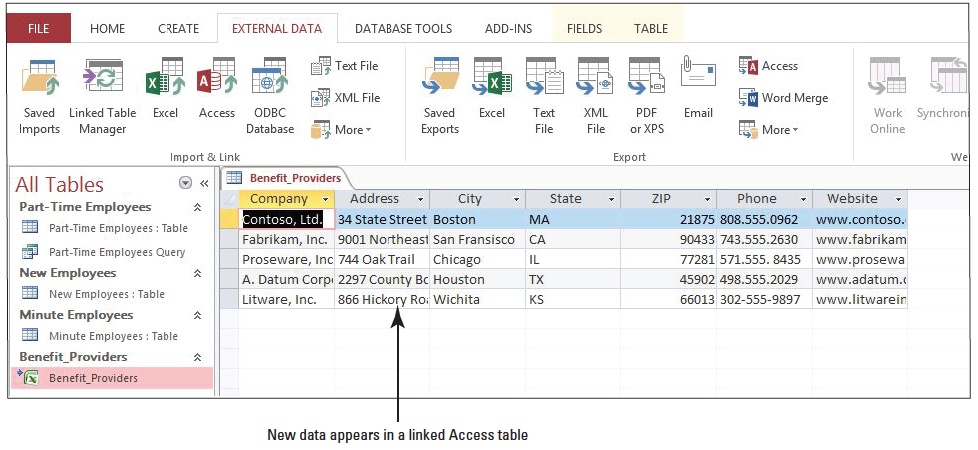 FILE HOME CREATE EXTERNAL DATA DATABASE TOOLS ADD-INS FIELDS TABLE
Saved Imports
Linked Table Manager
Excel
Access
ODBC Database
Text File
XML File
More
Import & Link
Saved Exports
Excel
Text File
XML File
PDF or XPS
Email
Access
Word Merge
More
Export
Work Online
Synchroni
We
All Tables
Part-Time Employees
Part-Time Employees : Table
Part-Time Employees Query
New Employees
New Employees : Table
Minute Employees
Minute Employees : Table
Benefit_Providers
Benefit_Providers
Benefit_Providers
Company Address City State ZIP Phone Website
Contoso, Ltd. 34 State Street Boston MA 21875 808.555.0962 www.contoso.
Fabrikam, Inc. 9001 Northeast San Fransisco CA 90433 743.555.2630 www.fabrikam
Proseware, Inc 744 Oak Trail Chicago IL 77281 571.555. 8435 www.prosewa
A. Datum Corp 2297 County Bo Houston TX 45902 498.555.2029 www.adatum.c
Litware, Inc. 866 Hickory Roa Wichita KS 66013 302-555-9897 www.litwarein
New data appears in a linked Access table